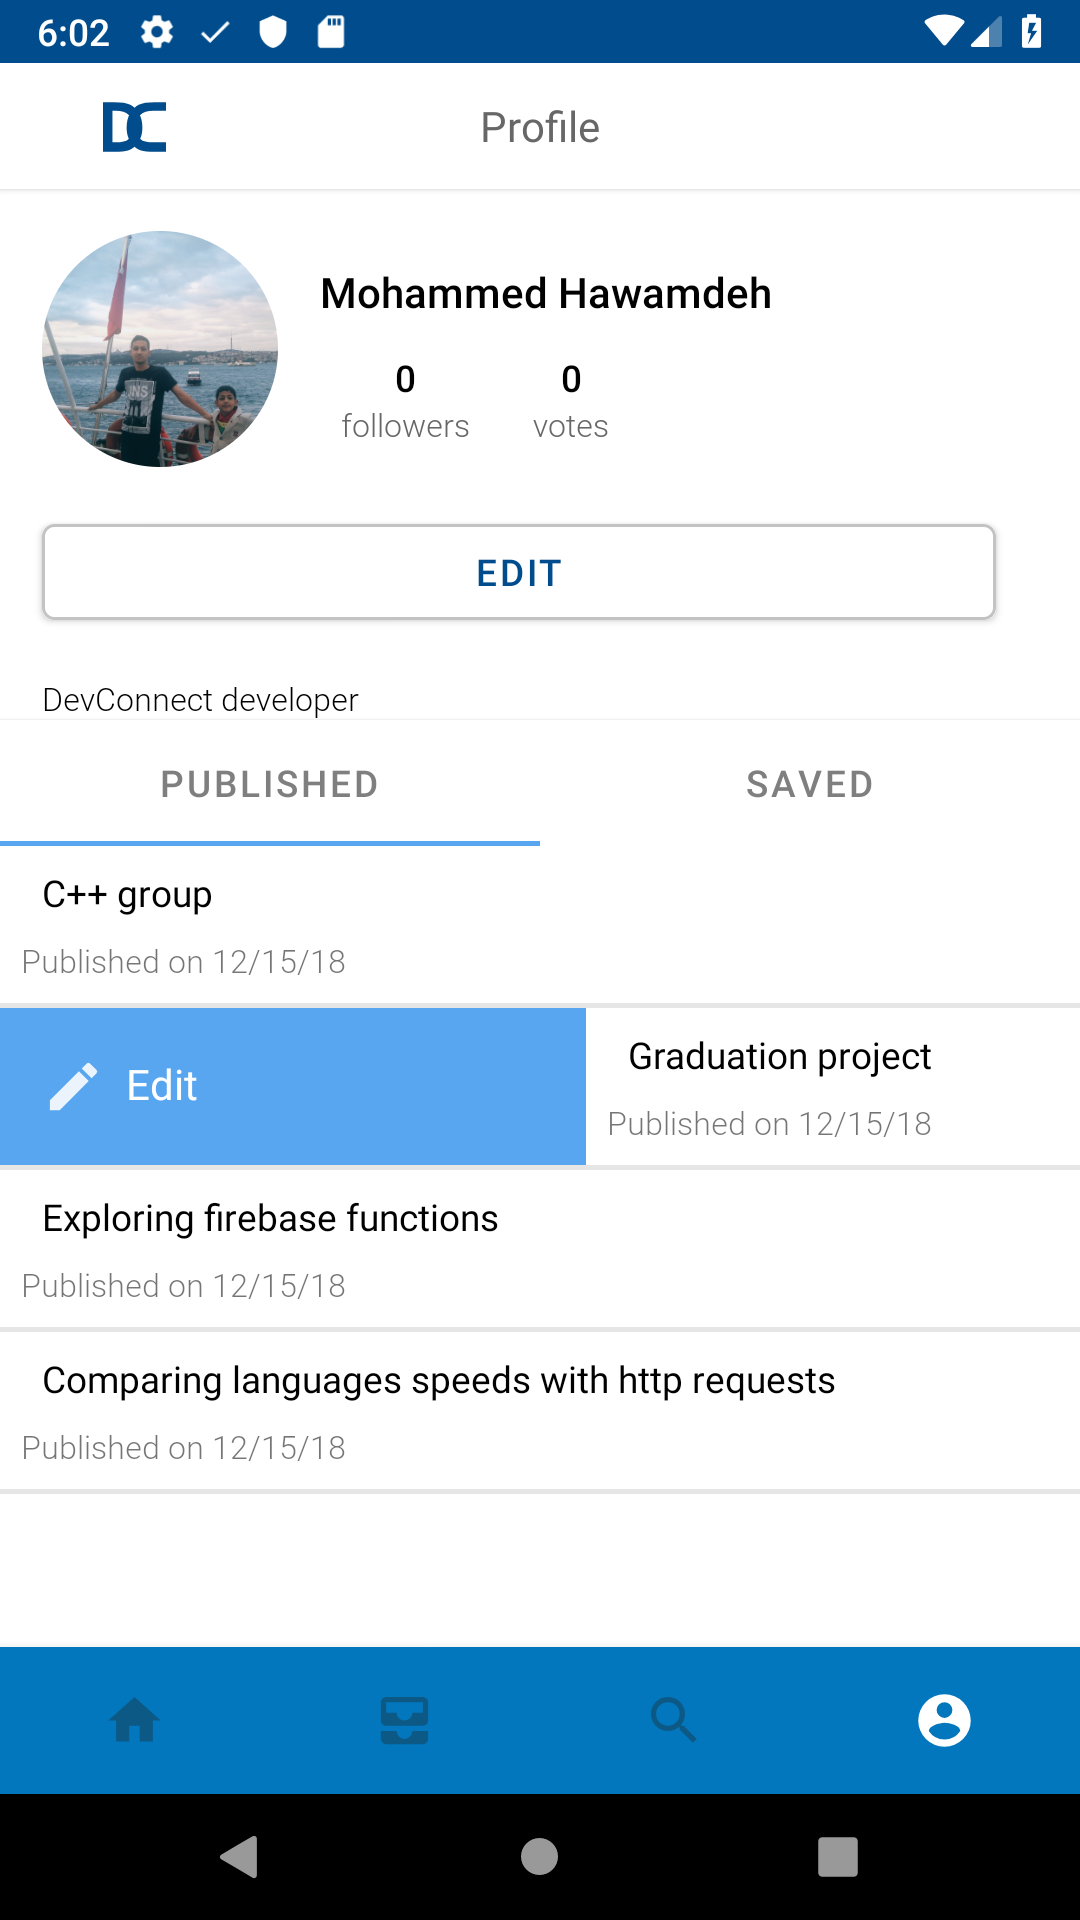 6:02
DC
Profile
Mohammed Hawamdeh
0 0
followers votes
EDIT
DevConnect developer
PUBLISHED SAVED
C++ group
Published on 12/15/18
Edit
Graduation project
Published on 12/15/18
Exploring firebase functions
Published on 12/15/18
Comparing languages speeds with http requests
Published on 12/15/18